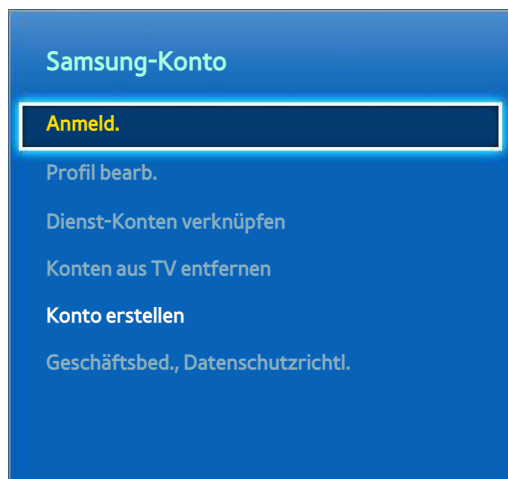 Samsung-Konto
Anmeld.
Profil bearb.
Dienst-Konten verknüpfen
Konten aus TV entfernen
Konto erstellen
Geschäftsbed., Datenschutzrichtl.